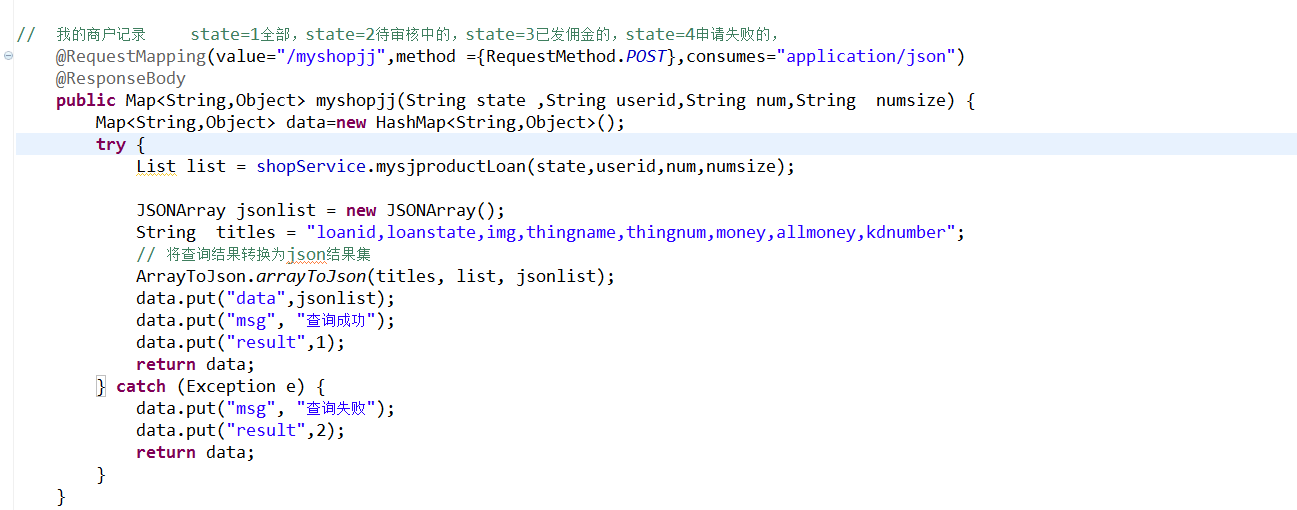 //  我的商户记录     state=1全部，state=2待审核中的，state=3已发佣金的，state=4申请失败的，
    @RequestMapping(value="/myshopjj",method ={RequestMethod.POST},consumes="application/json")
    @ResponseBody
    public Map<String,Object> myshopjj(String state ,String userid,String num,String  numsize) {
        Map<String,Object> data=new HashMap<String,Object>();
        try {
            List list = shopService.mysjproductLoan(state,userid,num,numsize);
            JSONArray jsonlist = new JSONArray();
            String  titles = "loanid,loanstate,img,thingname,thingnum,money,allmoney,kdnumber";
            // 将查询结果转换为json结果集
            ArrayToJson.arrayToJson(titles, list, jsonlist);
            data.put("data",jsonlist);
            data.put("msg", "查询成功");
            data.put("result",1);
            return data;
        } catch (Exception e) {
            data.put("msg", "查询失败");
            data.put("result",2);
            return data;
        }
    }